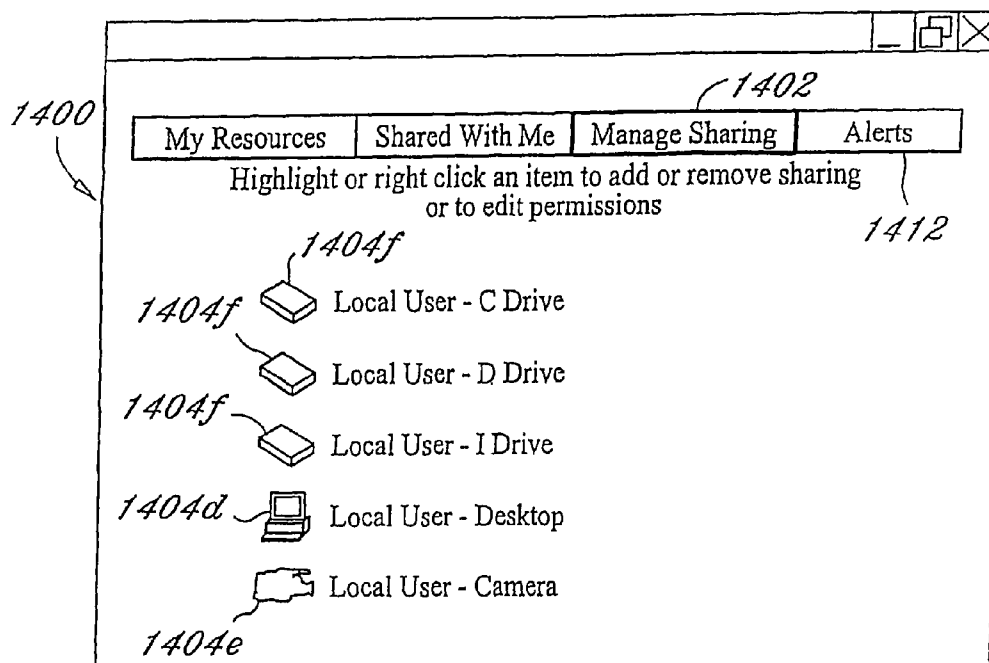 1402
1400
My Resources Shared With Me Manage Sharing Alerts
Highlight or right click an item to add or remove sharing
or to edit permissions
1412
1404f
Local User - C Drive
1404f
Local User - D Drive
1404f
Local User - I Drive
1404d
Local User - Desktop
Local User - Camera
1404e